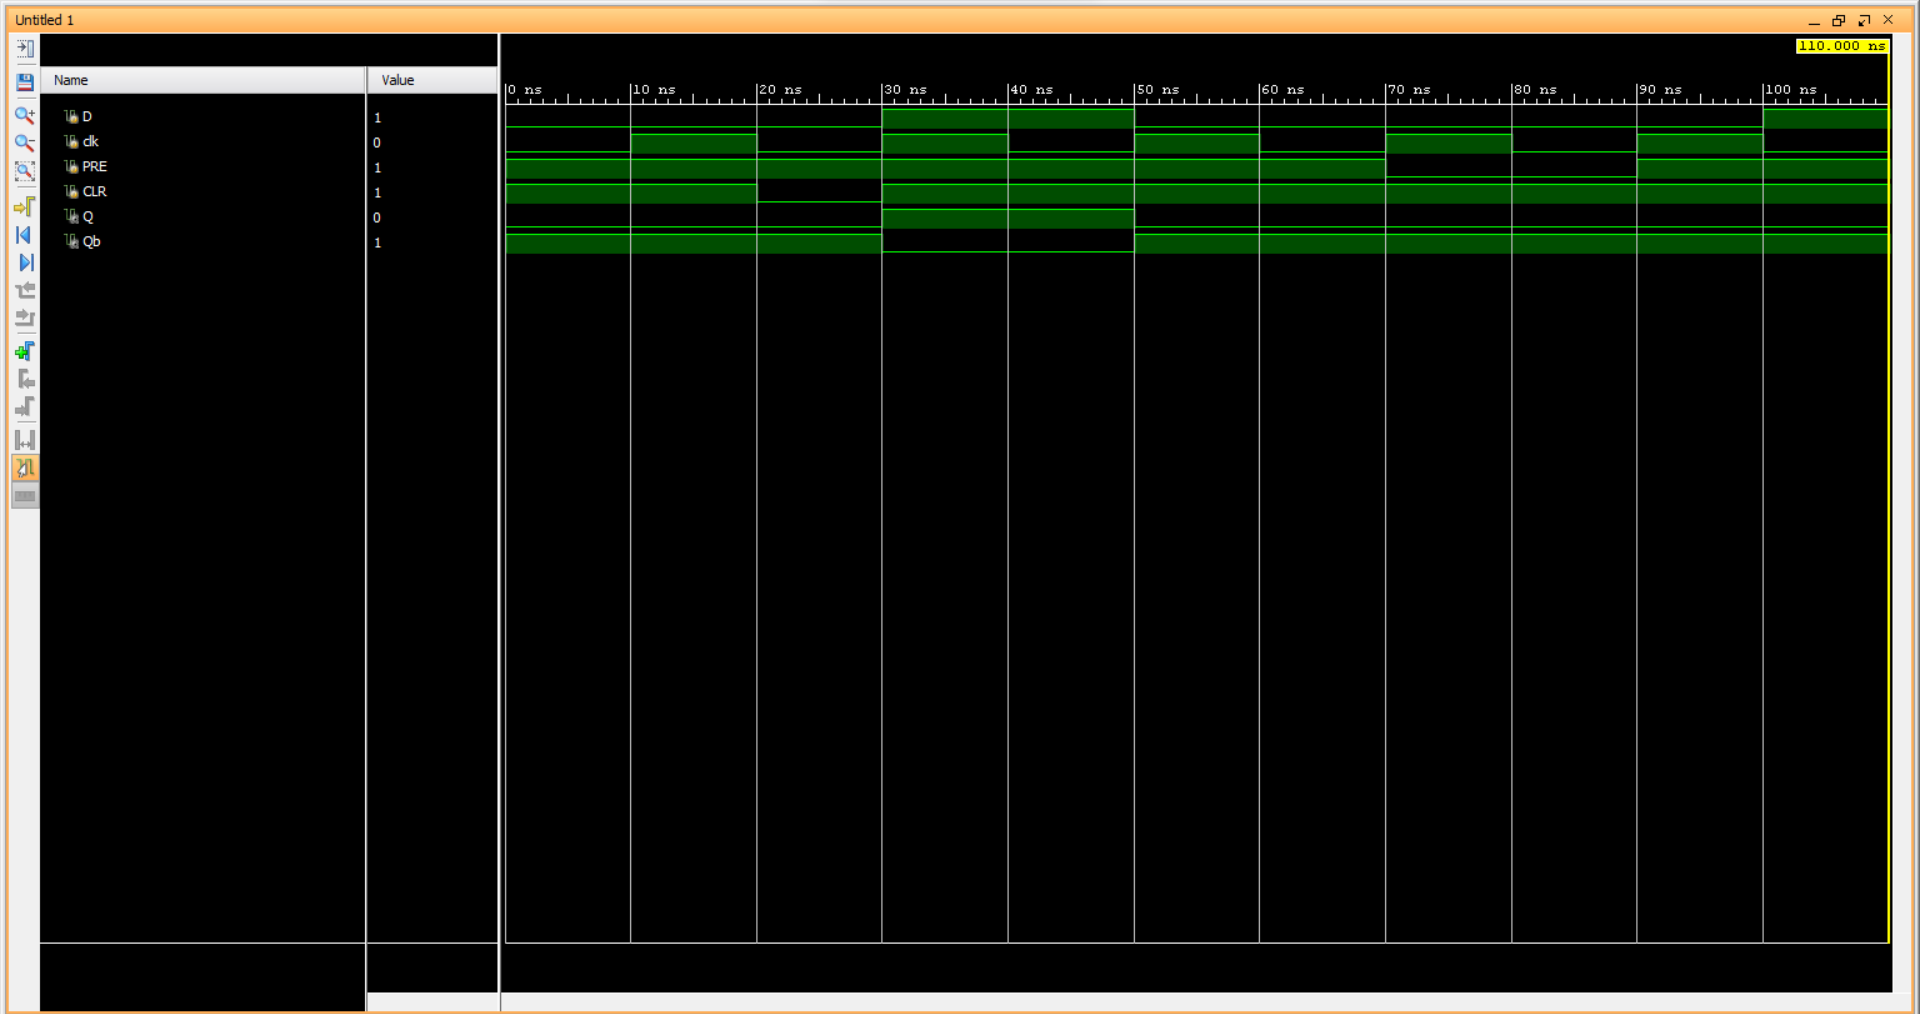 Untitled 1
110.000 ns
Name Value
0 ns 10 ns 20 ns 30 ns 40 ns 50 ns 60 ns 70 ns 80 ns 90 ns 100 ns
D 1
clk 0
PRE 1
CLR 1
Q 0
Qb 1